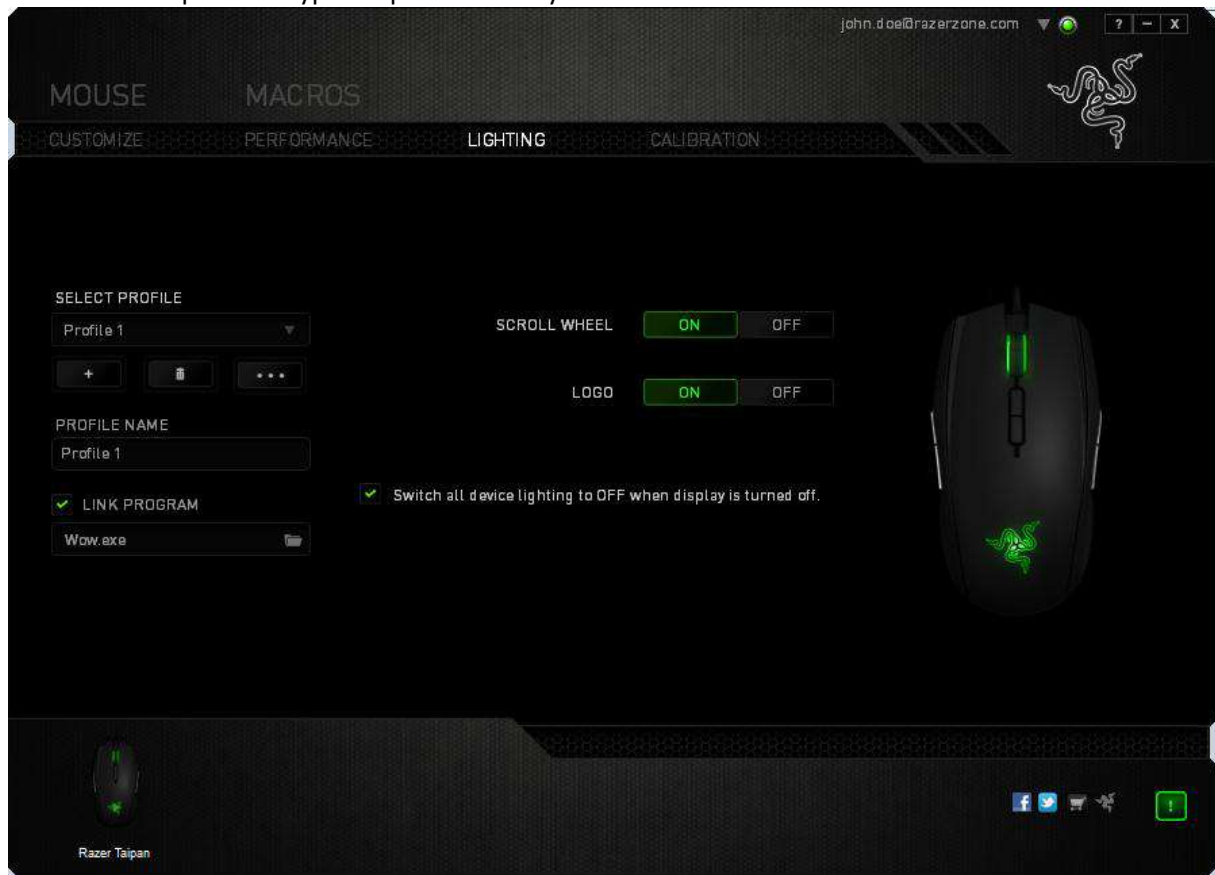 john.doe@razerzone.com ? - X
MOUSE MACROS
CUSTOMIZE PERFORMANCE LIGHTING CALIBRATION
SELECT PROFILE
Profile 1
SCROLL WHEEL ON OFF
+
LOGO ON OFF
PROFILE NAME
Profile 1
LINK PROGRAM
Switch all device lighting to OFF when display is turned off.
Wow.exe
!
Razer Taipan